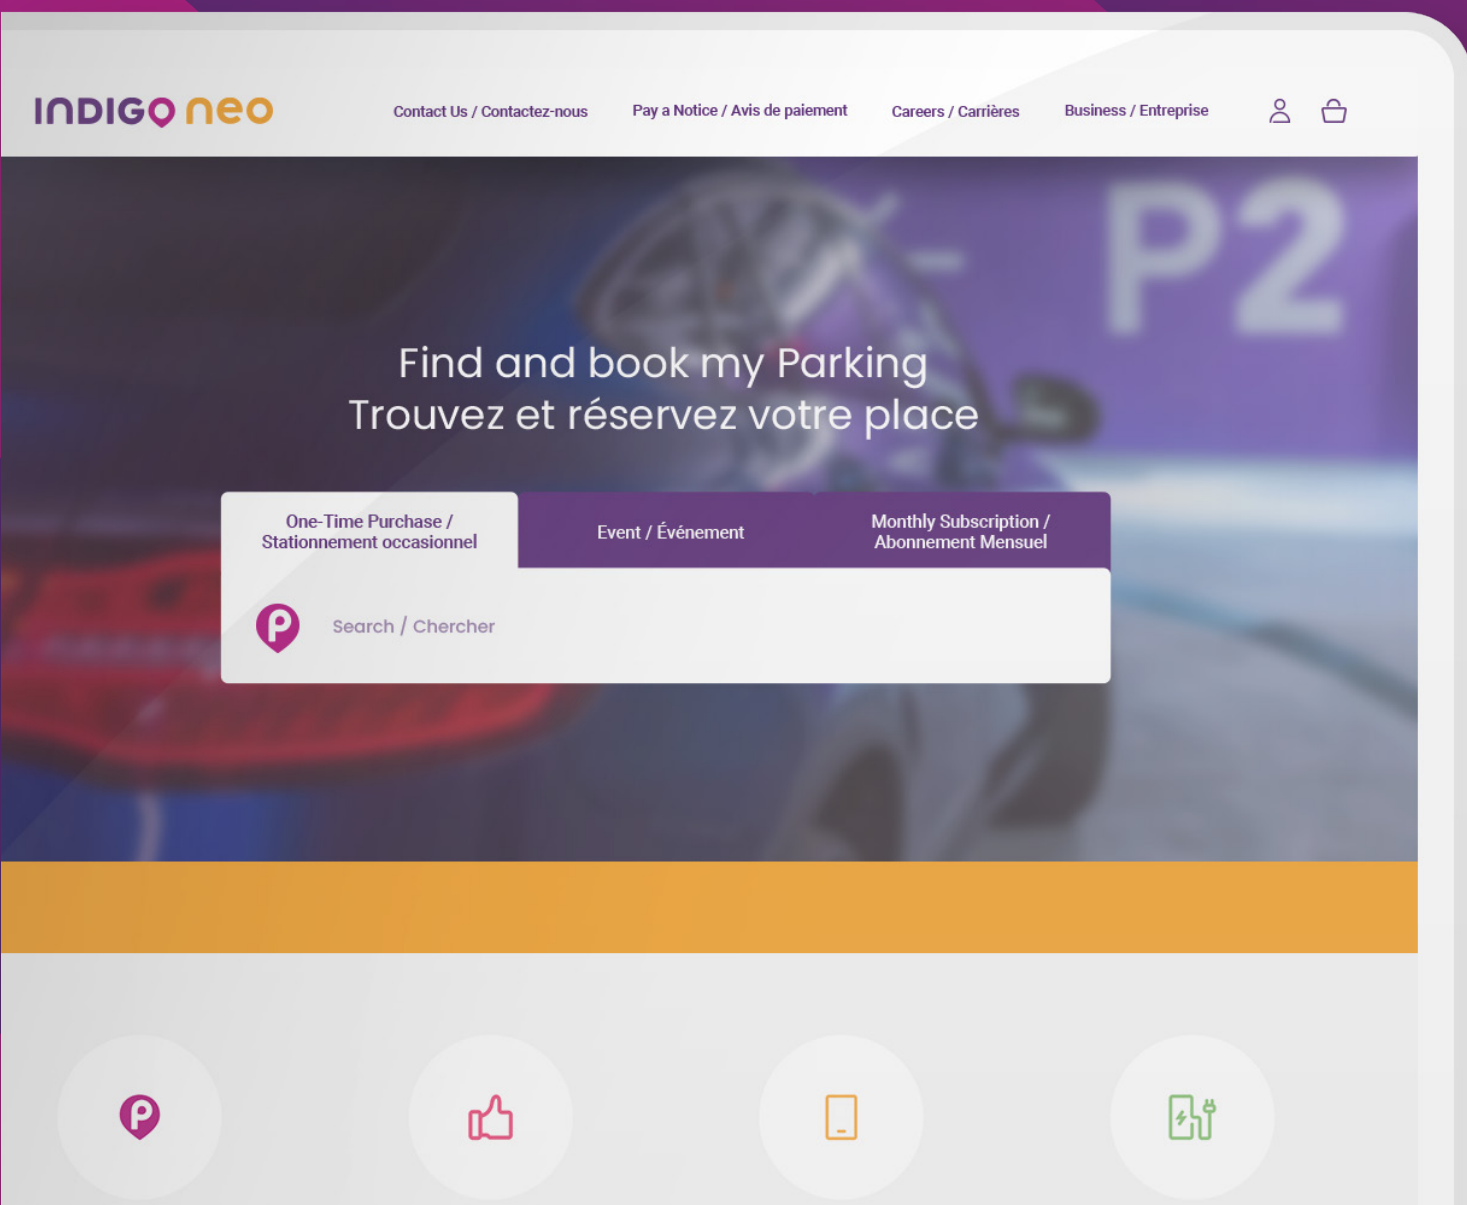 INDIGO neo
Contact Us / Contactez-nous
Pay a Notice / Avis de paiement
Careers / Carrières
Business / Entreprise
P2
Find and book my Parking
Trouvez et réservez votre place
One-Time Purchase /
Stationnement occasionnel
Event / Événement
Monthly Subscription /
Abonnement Mensuel
P
Search / Chercher
P